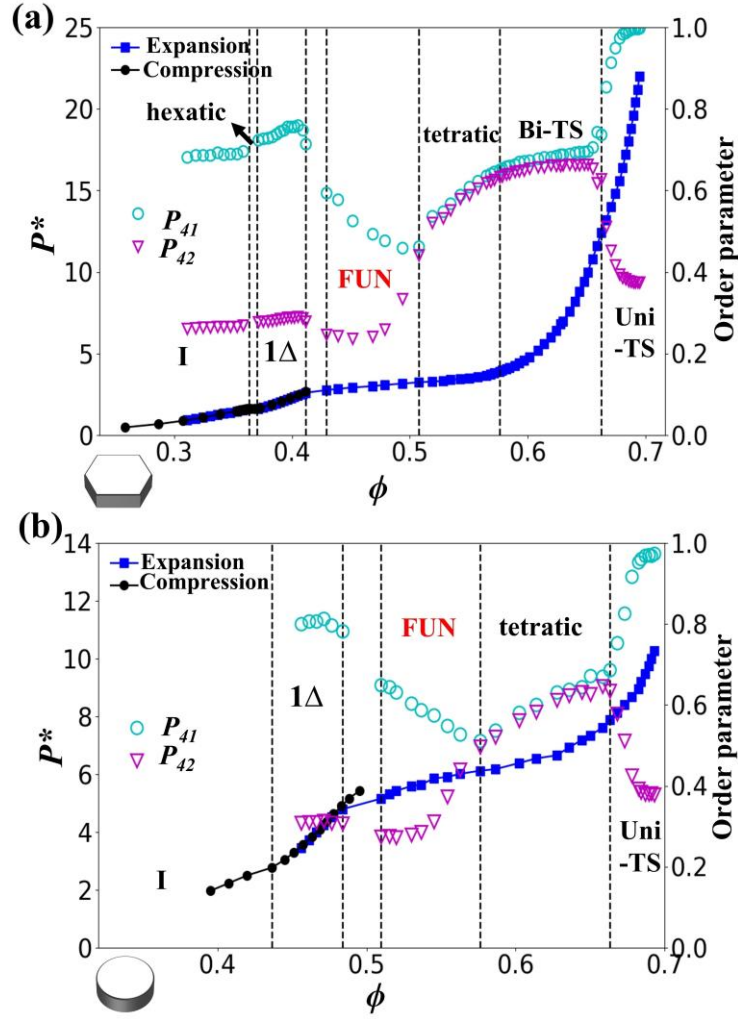 (a)
25
20
15
10
5
0
P*
Expansion
Compression
hexatic
P41
P42
I
1Δ
FUN
tetratic
Bi-TS
Uni
-TS
1.0
0.8
0.6
0.4
0.2
0.0
Order parameter
0.3 0.4 0.5 0.6 0.7
ϕ
(b)
14
12
10
8
6
4
2
0
P*
Expansion
Compression
P41
P42
I
1Δ
FUN
tetratic
Uni
-TS
1.0
0.8
0.6
0.4
0.2
0.0
Order parameter
0.4 0.5 0.6 0.7
ϕ